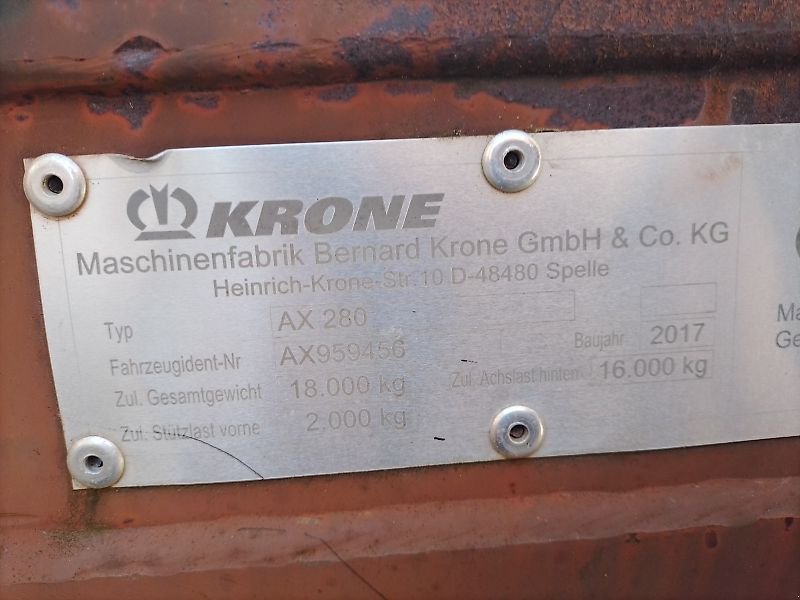 KRONE
Maschinenfabrik Bernard Krone GmbH & Co. KG
Heinrich-Krone-Str.10 D-48480 Spelle
Typ AX 280
Fahrzeugident-Nr AX959456 Baujahr 2017
Zul. Gesamtgewicht 18.000 kg Zul. Achslast hinten 16.000 kg
Zul. Stützlast vorne 2.000 kg
Ma
Ge